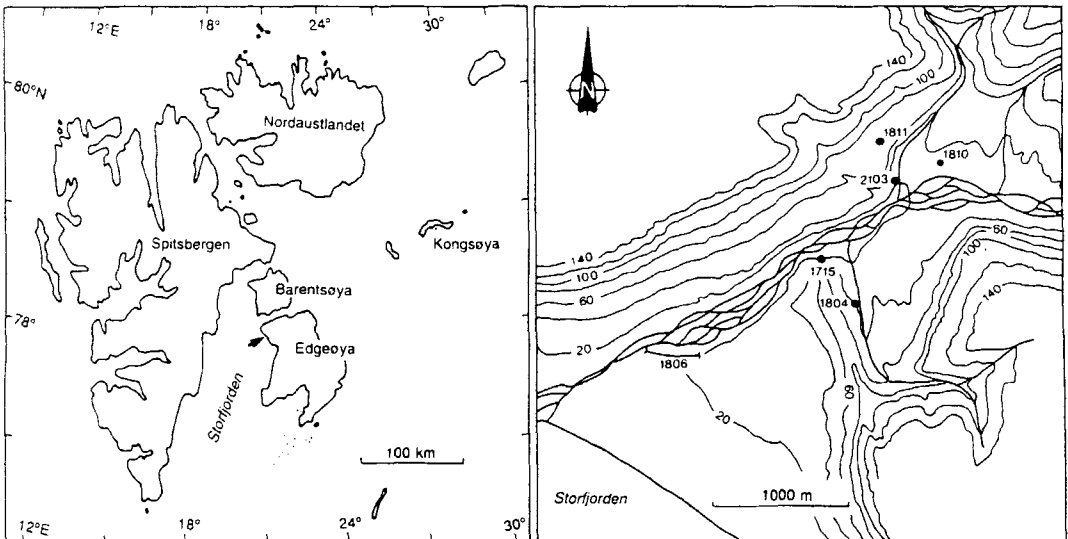 12°E
18°
24°
30°
80°N
Nordaustlandet
Spitsbergen
Kongsøya
Barentsøya
78°
Edgeøya
Storfjorden
100 km
12°E
18°
24°
30°
N
140
100
1811
1810
2103
60
100
140
140
100
60
1715
1804
20
1806
60
20
1000 m
Storfjorden